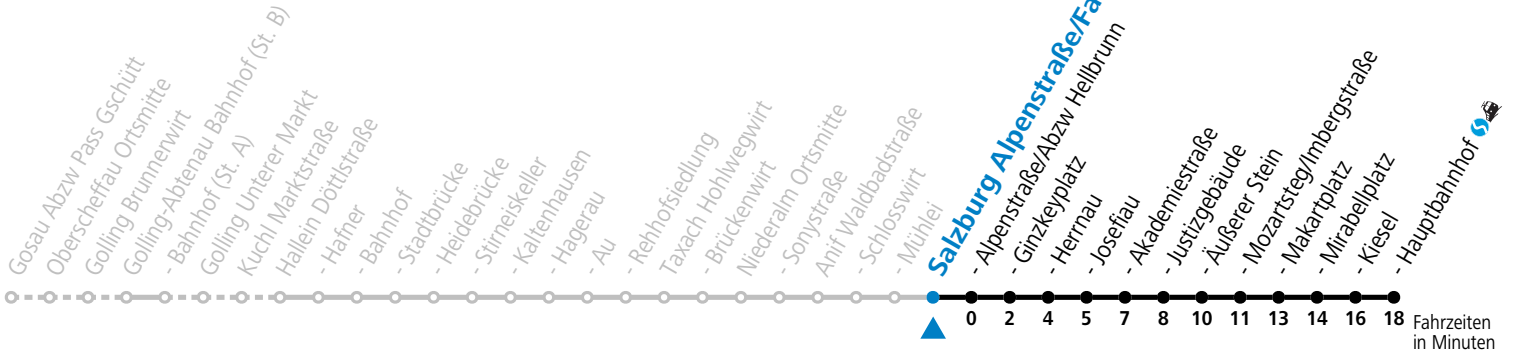 Gosau Abzw Pass Gschütt
Oberscheffau Ortsmitte
Golling Brunnerwirt
Golling-Abtenau Bahnhof (St. B)
- Bahnhof (St. A)
Golling Unterer Markt
Kuchl Marktstraße
Hallein Döttlstraße
- Hafner
- Bahnhof
- Stadtbrücke
- Heidebrücke
- Stirneiskeller
- Kaltenhausen
- Hagerau
- Au
- Rehhofsiedlung
Taxach Hohlwegwirt
- Brückenwirt
Niederalm Ortsmitte
- Sonystraße
Anif Waldbadstraße
- Schlosswirt
- Mühlei
Salzburg Alpenstraße/Fa
- Alpenstraße/Abzw Hellbrunn
- Ginzkeyplatz
- Herrnau
- Josefiau
- Akademiestraße
- Justizgebäude
- Äußerer Stein
- Mozartsteg/Imbergstraße
- Makartplatz
- Mirabellplatz
- Kiesel
- Hauptbahnhof
0 2 4 5 7 8 10 11 13 14 16 18
Fahrzeiten
in Minuten